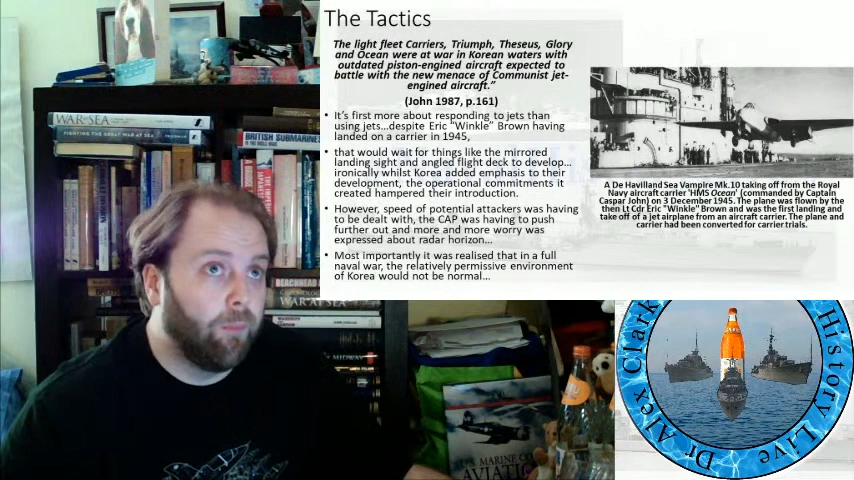 The Tactics
The light fleet Carriers, Triumph, Theseus, Glory
and Ocean were at war in Korean waters with
outdated piston-engined aircraft expected to
battle with the new menace of Communist jet-
engined aircraft.”
(John 1987, p.161)
• It’s first more about responding to jets than
using jets...despite Eric “Winkle” Brown having
landed on a carrier in 1945,
• that would wait for things like the mirrored
landing sight and angled flight deck to develop…
ironically whilst Korea added emphasis to their
development, the operational commitments it
created hampered their introduction.
• However, speed of potential attackers was having
to be dealt with, the CAP was having to push
further out and more and more worry was
expressed about radar horizon…
• Most importantly it was realised that in a full
naval war, the relatively permissive environment
of Korea would not be normal…
A De Havilland Sea Vampire Mk.10 taking off from the Royal
Navy aircraft carrier 'HMS Ocean' (commanded by Captain
Caspar John) on 3 December 1945. The plane was flown by the
then Lt Cdr Eric "Winkle" Brown and was the first landing and
take off of a jet airplane from an aircraft carrier. The plane and
carrier had been converted for carrier trials.
WAR AT SEA
FIGHTING THE GREAT WAR AT SEA
BRITISH SUBMARINE
BEACHHEAD
WAR AT SEA
MIDWAY
U.S. MARINE CO
AVIATIO
Dr Alex Clark
History Live